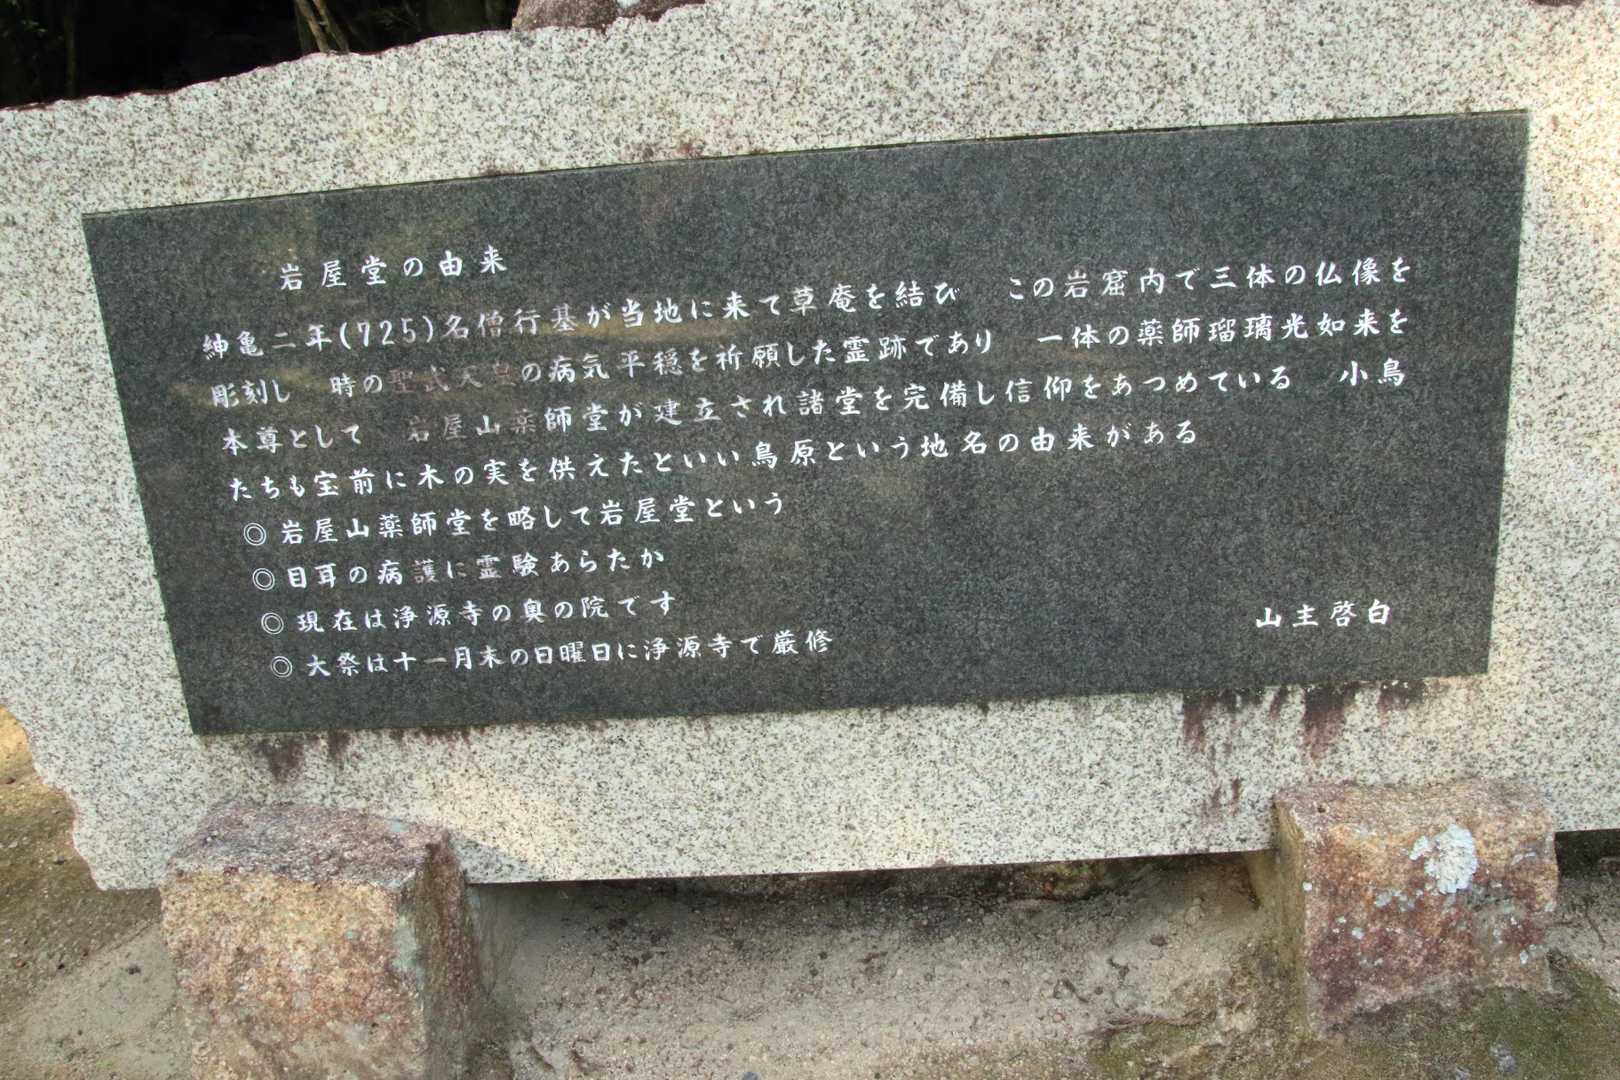 岩屋堂の由来
紳亀二年(725)名僧行基が当地に来て草庵を結び　この岩窟内で三体の仏像を
彫刻し　時の聖武天皇の病気平穏を祈願した霊跡であり　一体の薬師瑠璃光如来を
本尊として　岩屋山薬師堂が建立され諸堂を完備し信仰をあつめている　小鳥
たちも宝前に木の実を供えたといい鳥原という地名の由来がある
◎岩屋山薬師堂を略して岩屋堂という
◎目耳の病護に霊験あらたか
◎現在は浄源寺の奥の院です
◎大祭は十一月末の日曜日に浄源寺で厳修
山主啓白